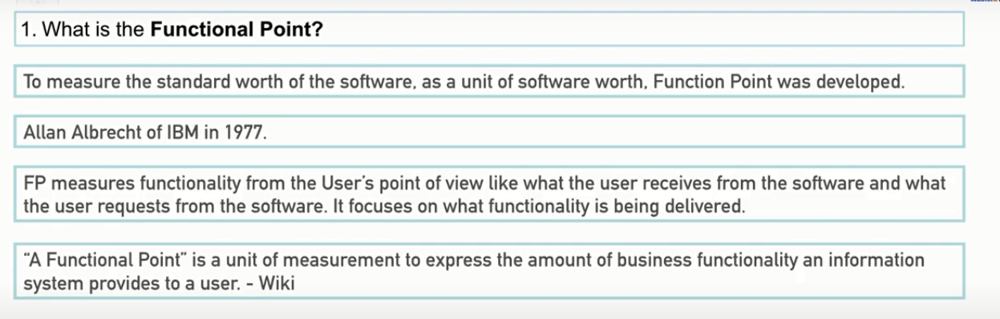 1. What is the Functional Point?
To measure the standard worth of the software, as a unit of software worth, Function Point was developed.
Allan Albrecht of IBM in 1977.
FP measures functionality from the User's point of view like what the user receives from the software and what
the user requests from the software. It focuses on what functionality is being delivered.
“A Functional Point” is a unit of measurement to express the amount of business functionality an information
system provides to a user. - Wiki